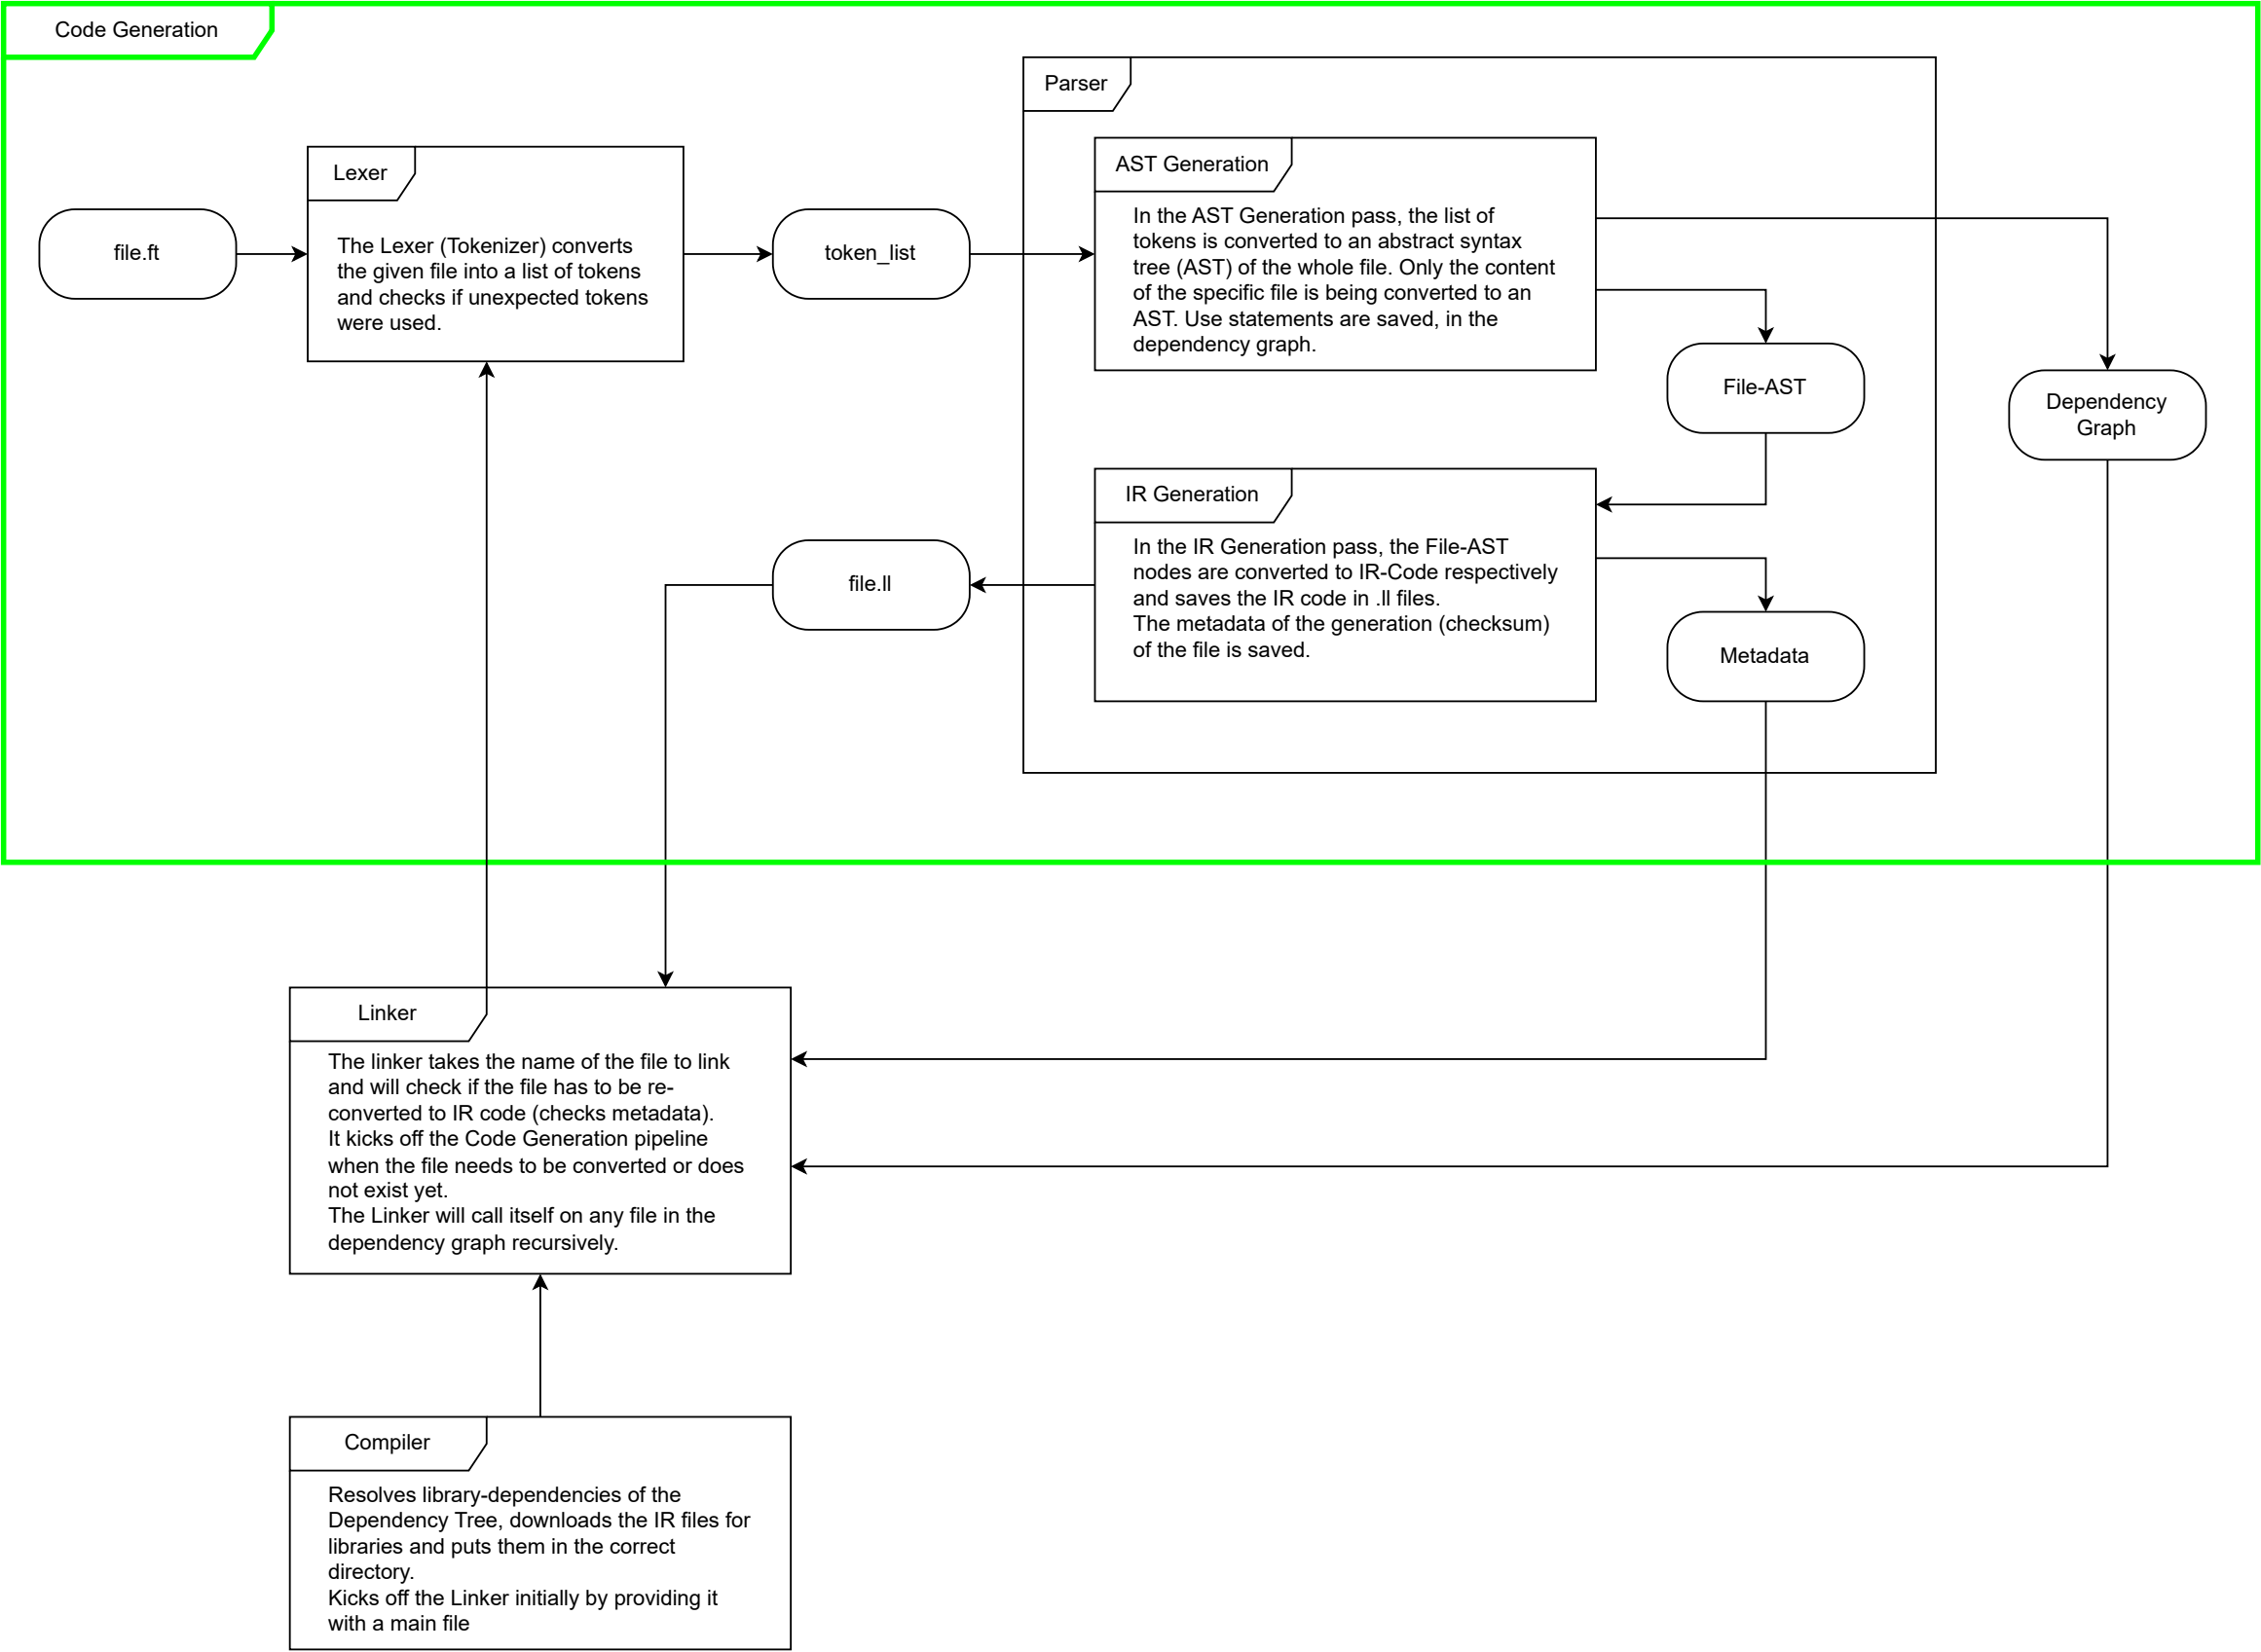 Code Generation
Parser
Lexer
The Lexer (Tokenizer) converts
the given file into a list of tokens
and checks if unexpected tokens
were used.
file.ft
token_list
AST Generation
In the AST Generation pass, the list of
tokens is converted to an abstract syntax
tree (AST) of the whole file. Only the content
of the specific file is being converted to an
AST. Use statements are saved, in the
dependency graph.
File-AST
Dependency
Graph
IR Generation
In the IR Generation pass, the File-AST
nodes are converted to IR-Code respectively
and saves the IR code in .ll files.
The metadata of the generation (checksum)
of the file is saved.
file.ll
Metadata
Linker
The linker takes the name of the file to link
and will check if the file has to be re-
converted to IR code (checks metadata).
It kicks off the Code Generation pipeline
when the file needs to be converted or does
not exist yet.
The Linker will call itself on any file in the
dependency graph recursively.
Compiler
Resolves library-dependencies of the
Dependency Tree, downloads the IR files for
libraries and puts them in the correct
directory.
Kicks off the Linker initially by providing it
with a main file